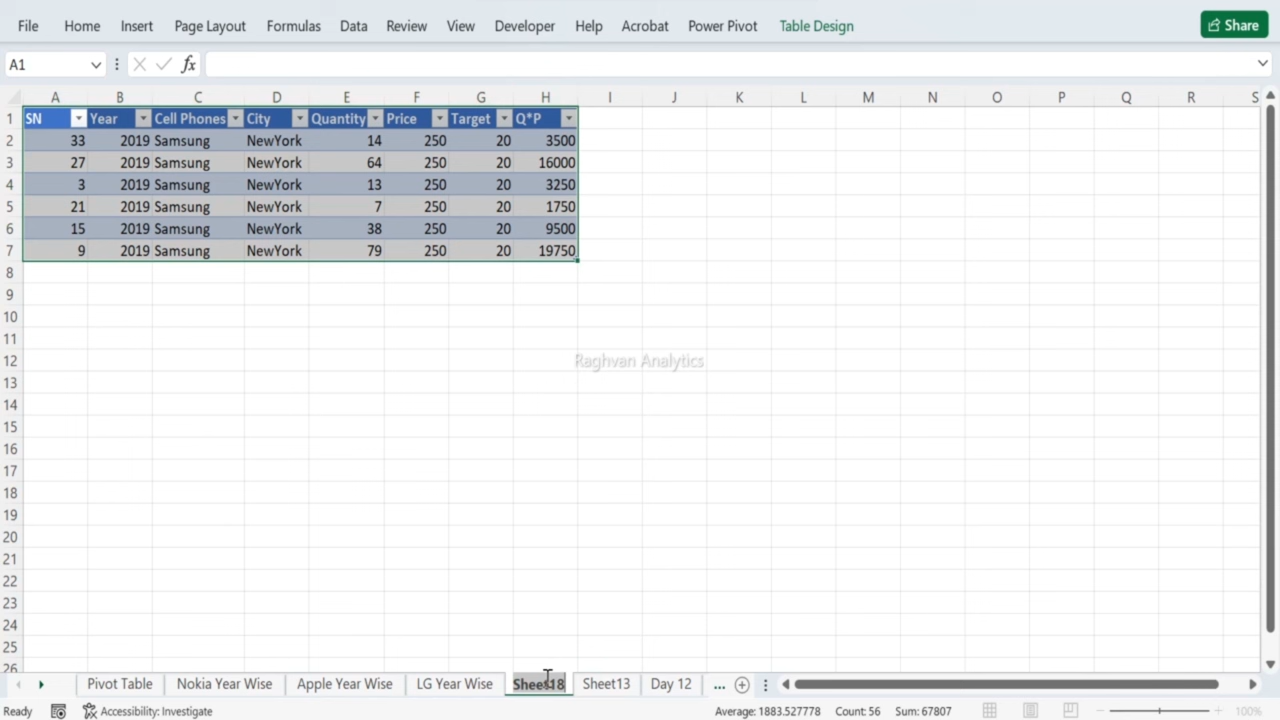 File Home Insert Page Layout Formulas Data Review View Developer Help Acrobat Power Pivot Table Design Share
A1 fx
A B C D E F G H I J K L M N O P Q R S
1 SN Year Cell Phones City Quantity Price Target Q*P
2 33 2019 Samsung NewYork 14 250 20 3500
3 27 2019 Samsung NewYork 64 250 20 16000
4 3 2019 Samsung NewYork 13 250 20 3250
5 21 2019 Samsung NewYork 7 250 20 1750
6 15 2019 Samsung NewYork 38 250 20 9500
7 9 2019 Samsung NewYork 79 250 20 19750
8
9
10
11
12 Raghvan Analytics
13
14
15
16
17
18
19
20
21
22
23
24
25
26
Pivot Table Nokia Year Wise Apple Year Wise LG Year Wise Sheet18 Sheet13 Day 12 ...
Ready Accessibility: Investigate Average: 1883.527778 Count: 56 Sum: 67807 100%